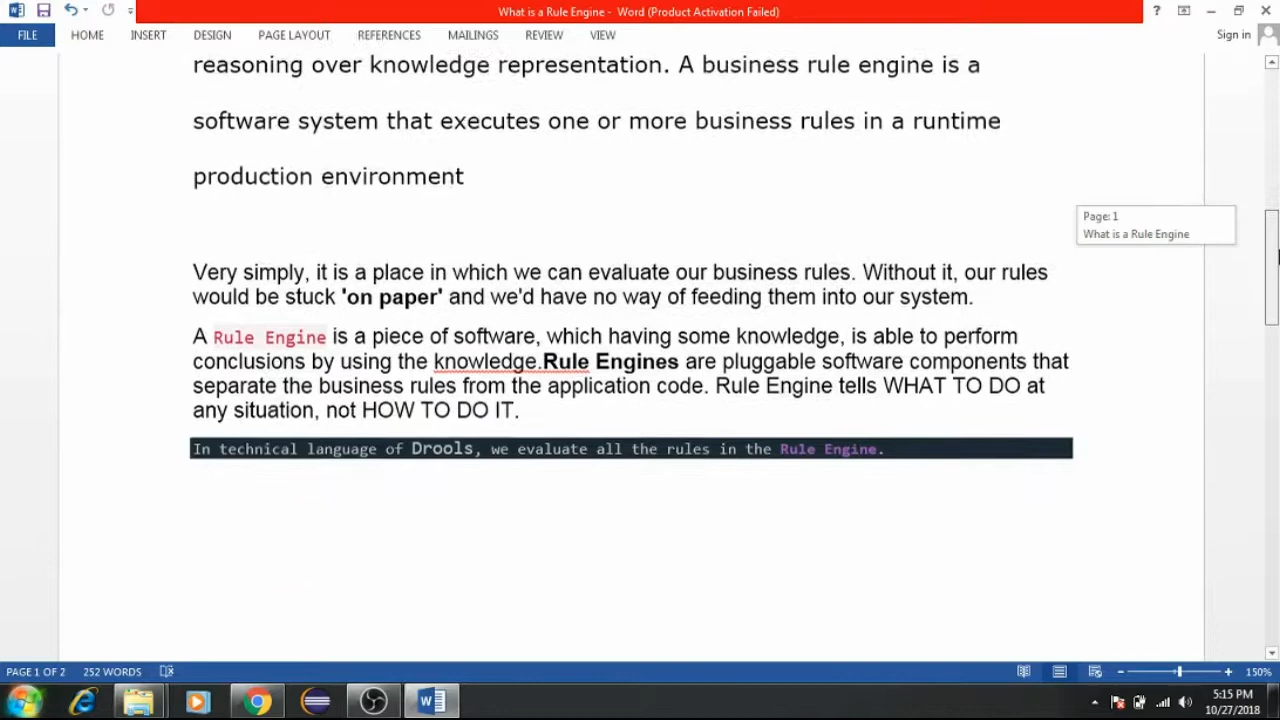 What is a Rule Engine - Word (Product Activation Failed)
?
FILE HOME INSERT DESIGN PAGE LAYOUT REFERENCES MAILINGS REVIEW VIEW Sign in
reasoning over knowledge representation. A business rule engine is a
software system that executes one or more business rules in a runtime
production environment
Page: 1
What is a Rule Engine
Very simply, it is a place in which we can evaluate our business rules. Without it, our rules
would be stuck 'on paper' and we'd have no way of feeding them into our system.
A Rule Engine is a piece of software, which having some knowledge, is able to perform
conclusions by using the knowledge.Rule Engines are pluggable software components that
separate the business rules from the application code. Rule Engine tells WHAT TO DO at
any situation, not HOW TO DO IT.
In technical language of Drools, we evaluate all the rules in the Rule Engine.
PAGE 1 OF 2 252 WORDS 150%
5:15 PM
10/27/2018